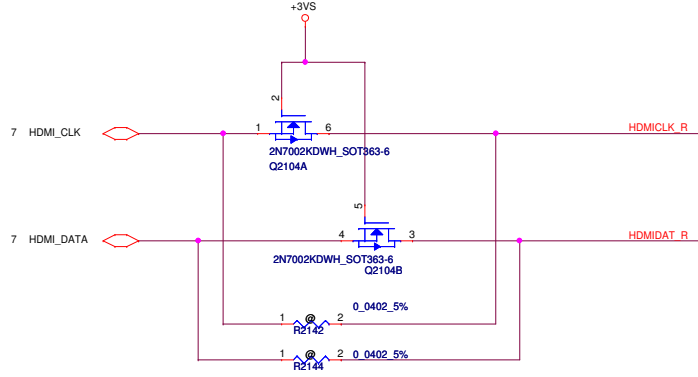 +3VS
2
7 HDMI_CLK
1
6
HDMICLK_R
2N7002KDWH_SOT363-6
Q2104A
5
7 HDMI_DATA
4
3
HDMIDAT_R
2N7002KDWH_SOT363-6
Q2104B
0_0402_5%
1
@
2
R2142
1
@
2
0_0402_5%
R2144